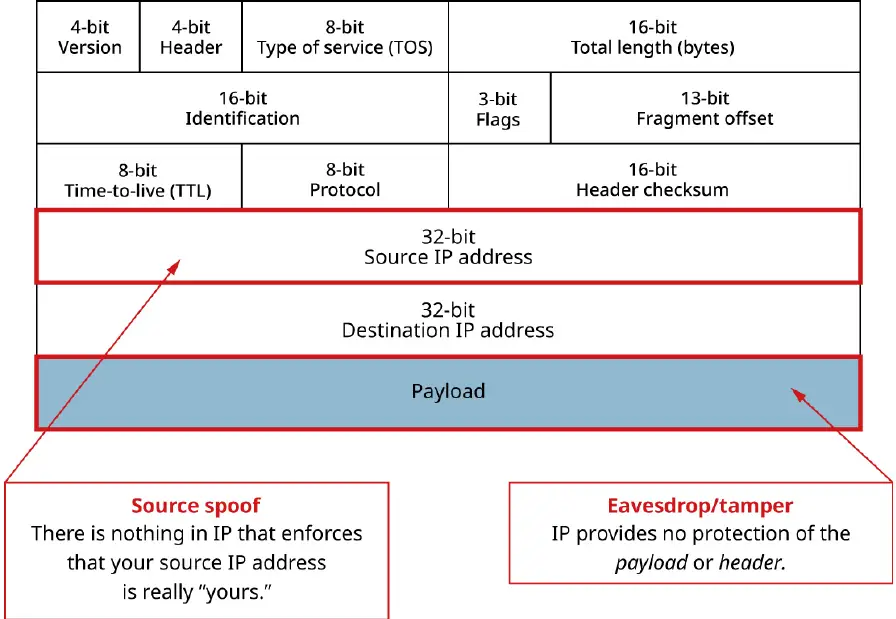 4-bit
Version
4-bit
Header
8-bit
Type of service (TOS)
16-bit
Total length (bytes)
16-bit
Identification
3-bit
Flags
13-bit
Fragment offset
8-bit
Time-to-live (TTL)
8-bit
Protocol
16-bit
Header checksum
32-bit
Source IP address
32-bit
Destination IP address
Payload
Source spoof
There is nothing in IP that enforces
that your source IP address
is really “yours.”
Eavesdrop/tamper
IP provides no protection of the
payload or header.